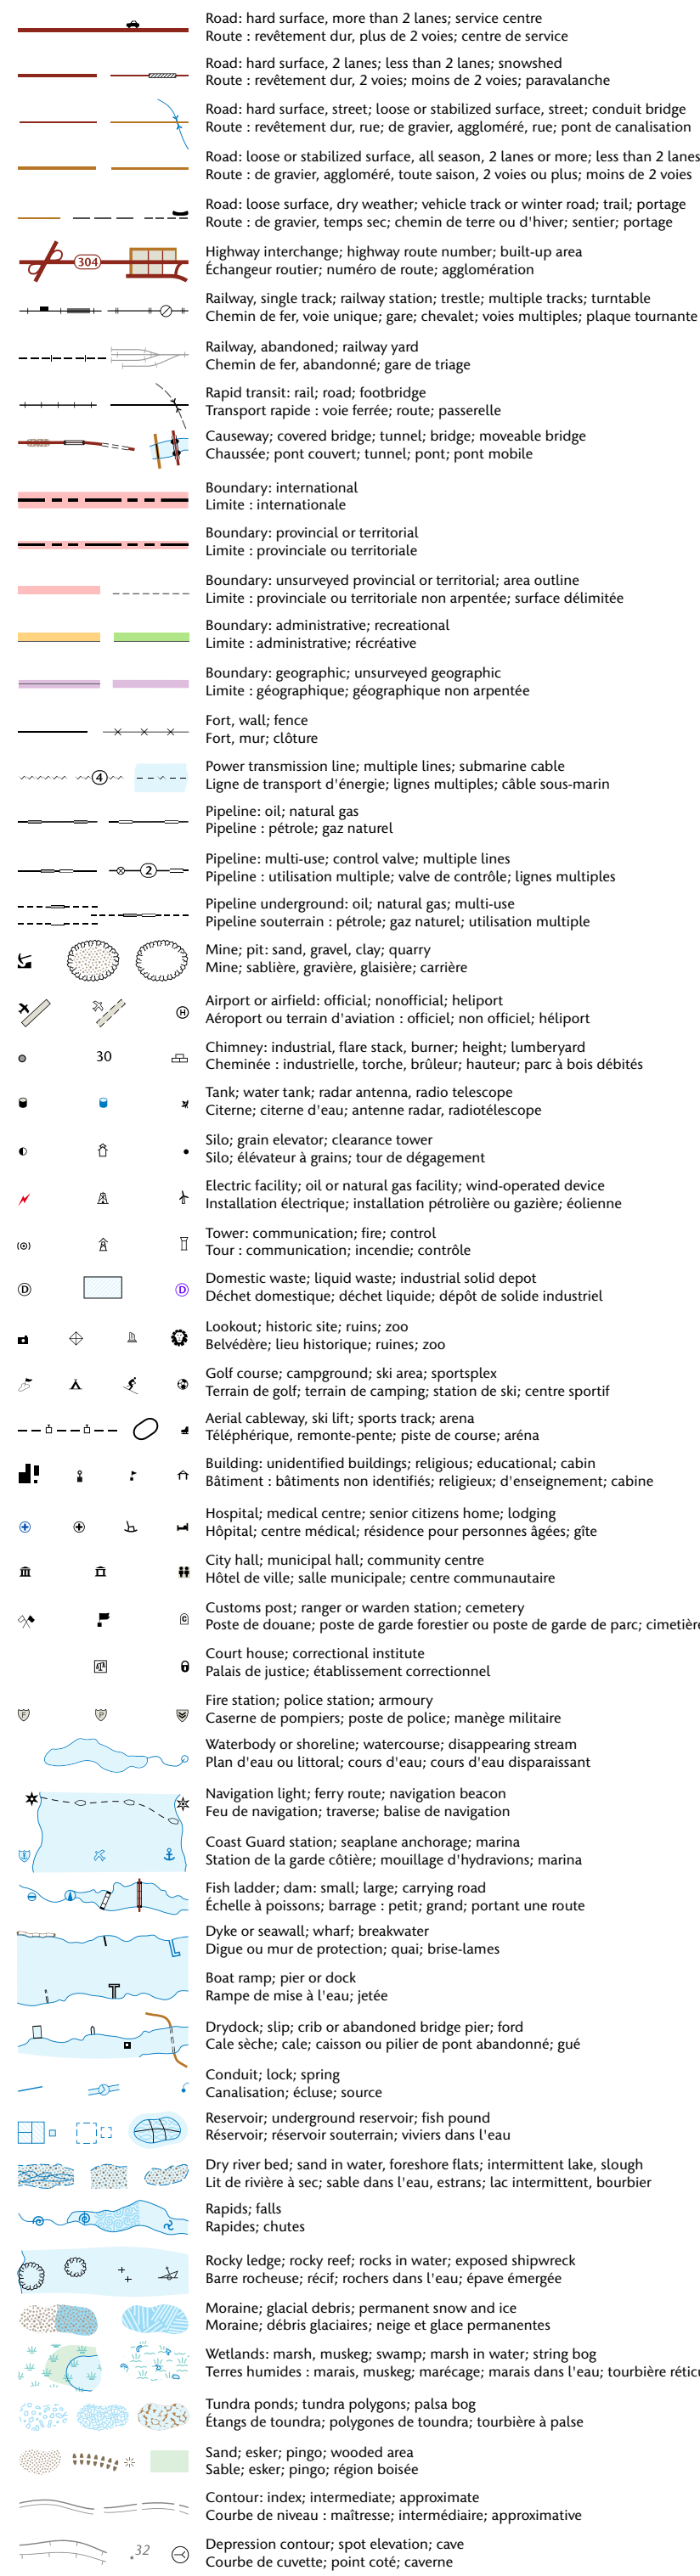 Road: hard surface, more than 2 lanes; service centre
Route : revêtement dur, plus de 2 voies; centre de service
Road: hard surface, 2 lanes; less than 2 lanes; snowshed
Route : revêtement dur, 2 voies; moins de 2 voies; paravalanche
Road: hard surface, street; loose or stabilized surface, street; conduit bridge
Route : revêtement dur, rue; de gravier, aggloméré, rue; pont de canalisation
Road: loose or stabilized surface, all season, 2 lanes or more; less than 2 lanes
Route : de gravier, aggloméré, toute saison, 2 voies ou plus; moins de 2 voies
Road: loose surface, dry weather; vehicle track or winter road; trail; portage
Route : de gravier, temps sec; chemin de terre ou d'hiver; sentier; portage
304
Highway interchange; highway route number; built-up area
Échangeur routier; numéro de route; agglomération
Railway, single track; railway station; trestle; multiple tracks; turntable
Chemin de fer, voie unique; gare; chevalet; voies multiples; plaque tournante
Railway, abandoned; railway yard
Chemin de fer, abandonné; gare de triage
Rapid transit: rail; road; footbridge
Transport rapide : voie ferrée; route; passerelle
Causeway; covered bridge; tunnel; bridge; moveable bridge
Chaussée; pont couvert; tunnel; pont; pont mobile
Boundary: international
Limite : internationale
Boundary: provincial or territorial
Limite : provinciale ou territoriale
Boundary: unsurveyed provincial or territorial; area outline
Limite : provinciale ou territoriale non arpentée; surface délimitée
Boundary: administrative; recreational
Limite : administrative; récréative
Boundary: geographic; unsurveyed geographic
Limite : géographique; géographique non arpentée
Fort, wall; fence
Fort, mur; clôture
4
Power transmission line; multiple lines; submarine cable
Ligne de transport d'énergie; lignes multiples; câble sous-marin
Pipeline: oil; natural gas
Pipeline : pétrole; gaz naturel
2
Pipeline: multi-use; control valve; multiple lines
Pipeline : utilisation multiple; valve de contrôle; lignes multiples
Pipeline underground: oil; natural gas; multi-use
Pipeline souterrain : pétrole; gaz naturel; utilisation multiple
Mine; pit: sand, gravel, clay; quarry
Mine; sablière, gravière, glaisière; carrière
H
Airport or airfield: official; nonofficial; heliport
Aéroport ou terrain d'aviation : officiel; non officiel; héliport
30
Chimney: industrial, flare stack, burner; height; lumberyard
Cheminée : industrielle, torche, brûleur; hauteur; parc à bois débités
Tank; water tank; radar antenna, radio telescope
Citerne; citerne d'eau; antenne radar, radiotélescope
Silo; grain elevator; clearance tower
Silo; élévateur à grains; tour de dégagement
Electric facility; oil or natural gas facility; wind-operated device
Installation électrique; installation pétrolière ou gazière; éolienne
Tower: communication; fire; control
Tour : communication; incendie; contrôle
D D
Domestic waste; liquid waste; industrial solid depot
Déchet domestique; déchet liquide; dépôt de solide industriel
Lookout; historic site; ruins; zoo
Belvédère; lieu historique; ruines; zoo
Golf course; campground; ski area; sportsplex
Terrain de golf; terrain de camping; station de ski; centre sportif
Aerial cableway, ski lift; sports track; arena
Téléphérique, remonte-pente; piste de course; aréna
Building: unidentified buildings; religious; educational; cabin
Bâtiment : bâtiments non identifiés; religieux; d'enseignement; cabine
Hospital; medical centre; senior citizens home; lodging
Hôpital; centre médical; résidence pour personnes âgées; gîte
City hall; municipal hall; community centre
Hôtel de ville; salle municipale; centre communautaire
C
Customs post; ranger or warden station; cemetery
Poste de douane; poste de garde forestier ou poste de garde de parc; cimetière
Court house; correctional institute
Palais de justice; établissement correctionnel
F P
Fire station; police station; armoury
Caserne de pompiers; poste de police; manège militaire
Waterbody or shoreline; watercourse; disappearing stream
Plan d'eau ou littoral; cours d'eau; cours d'eau disparaissant
Navigation light; ferry route; navigation beacon
Feu de navigation; traverse; balise de navigation
Coast Guard station; seaplane anchorage; marina
Station de la garde côtière; mouillage d'hydravions; marina
Fish ladder; dam: small; large; carrying road
Échelle à poissons; barrage : petit; grand; portant une route
Dyke or seawall; wharf; breakwater
Digue ou mur de protection; quai; brise-lames
Boat ramp; pier or dock
Rampe de mise à l'eau; jetée
Drydock; slip; crib or abandoned bridge pier; ford
Cale sèche; cale; caisson ou pilier de pont abandonné; gué
Conduit; lock; spring
Canalisation; écluse; source
Reservoir; underground reservoir; fish pound
Réservoir; réservoir souterrain; viviers dans l'eau
Dry river bed; sand in water, foreshore flats; intermittent lake, slough
Lit de rivière à sec; sable dans l'eau, estrans; lac intermittent, bourbier
Rapids; falls
Rapides; chutes
Rocky ledge; rocky reef; rocks in water; exposed shipwreck
Barre rocheuse; récif; rochers dans l'eau; épave émergée
Moraine; glacial debris; permanent snow and ice
Moraine; débris glaciaires; neige et glace permanentes
Wetlands: marsh, muskeg; swamp; marsh in water; string bog
Terres humides : marais, muskeg; marécage; marais dans l'eau; tourbière
Tundra ponds; tundra polygons; palsa bog
Étangs de toundra; polygones de toundra; tourbière à palse
Sand; esker; pingo; wooded area
Sable; esker; pingo; région boisée
Contour: index; intermediate; approximate
Courbe de niveau : maîtresse; intermédiaire; approximative
.32
Depression contour; spot elevation; cave
Courbe de cuvette; point coté; caverne